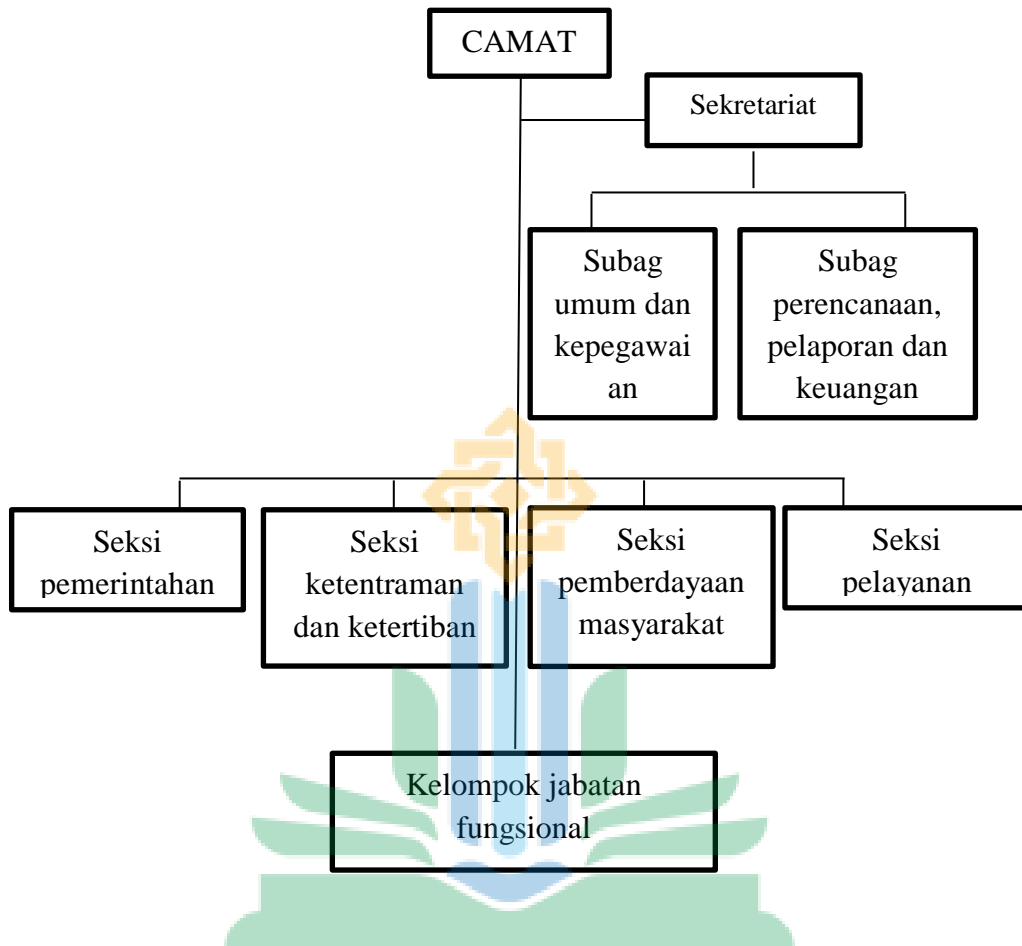 CAMAT
Sekretariat
Subag
umum dan
kepegawai
an
Subag
perencanaan,
pelaporan dan
keuangan
Seksi
pemerintahan
Seksi
ketentraman
dan ketertiban
Seksi
pemberdayaan
masyarakat
Seksi
pelayanan
Kelompok jabatan
fungsional